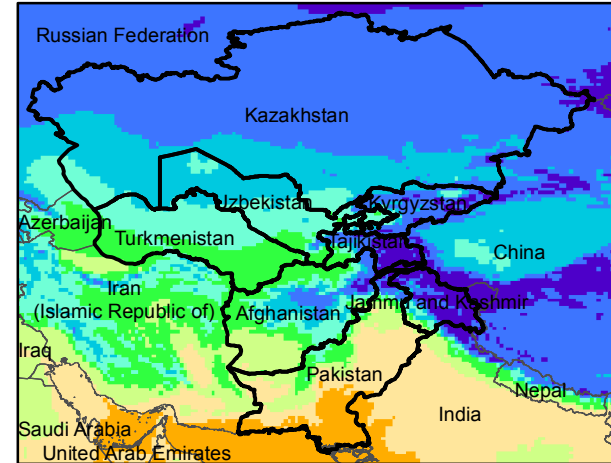 Russian Federation
Kazakhstan
Uzbekistan
Kyrgyzstan
Azerbaijan
Turkmenistan
Tajikistan
China
Iran
(Islamic Republic of)
Afghanistan
Jammu and Kashmir
Iraq
Pakistan
Nepal
India
Saudi Arabia
United Arab Emirates